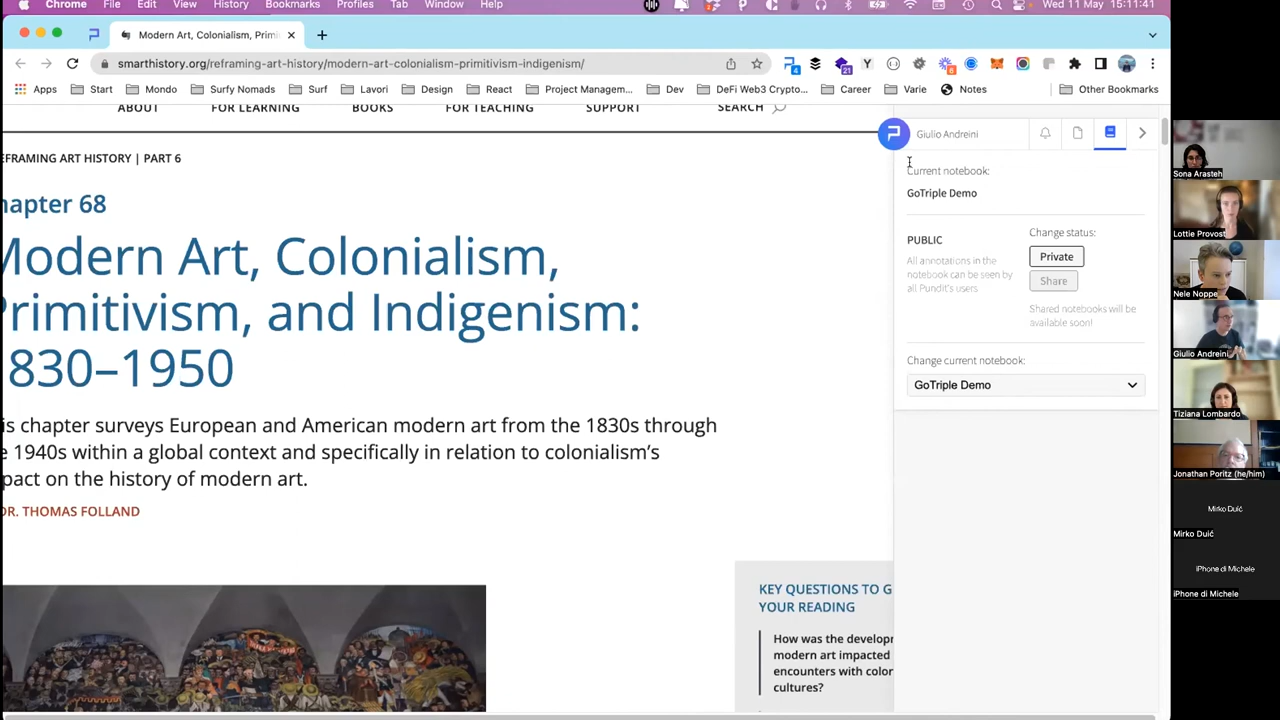 Chrome File Edit View History Bookmarks Profiles Tab Window Help Wed 11 May 15:11:41
Modern Art, Colonialism, Primi
smarthistory.org/reframing-art-history/modern-art-colonialism-primitivism-indigenism/
4
21
6
Apps Start Mondo Surfy Nomads Surf Lavori Design React Project Managem... Dev DeFi Web3 Crypto... Career Varie Notes Other Bookmarks
ABOUT FOR LEARNING BOOKS FOR TEACHING SUPPORT SEARCH
EFRAMING ART HISTORY | PART 6
hapter 68
Modern Art, Colonialism,
Primitivism, and Indigenism:
830–1950
is chapter surveys European and American modern art from the 1830s through
e 1940s within a global context and specifically in relation to colonialism's
pact on the history of modern art.
DR. THOMAS FOLLAND
KEY QUESTIONS TO G
YOUR READING
How was the develop
modern art impacted
encounters with color
cultures?
Giulio Andreini
Current notebook:
GoTriple Demo
PUBLIC
All annotations in the
notebook can be seen by
all Pundit's users
Change status:
Private
Share
Shared notebooks will be
available soon!
Change current notebook:
GoTriple Demo
Sona Arasteh
Lottie Provost
Nele Noppe
Giulio Andreini
Tiziana Lombardo
Jonathan Poritz (he/him)
Mirko Duić
Mirko Duić
iPhone di Michele
iPhone di Michele